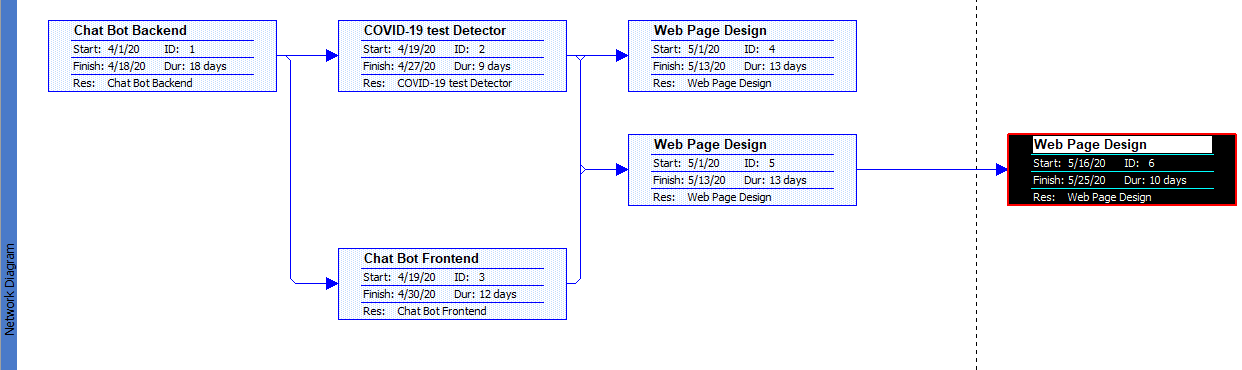 Chat Bot Backend
Start: 4/1/20 ID: 1
Finish: 4/18/20 Dur: 18 days
Res: Chat Bot Backend
COVID-19 test Detector
Start: 4/19/20 ID: 2
Finish: 4/27/20 Dur: 9 days
Res: COVID-19 test Detector
Web Page Design
Start: 5/1/20 ID: 4
Finish: 5/13/20 Dur: 13 days
Res: Web Page Design
Web Page Design
Start: 5/1/20 ID: 5
Finish: 5/13/20 Dur: 13 days
Res: Web Page Design
Web Page Design
Start: 5/16/20 ID: 6
Finish: 5/25/20 Dur: 10 days
Res: Web Page Design
Chat Bot Frontend
Start: 4/19/20 ID: 3
Finish: 4/30/20 Dur: 12 days
Res: Chat Bot Frontend
Network Diagram